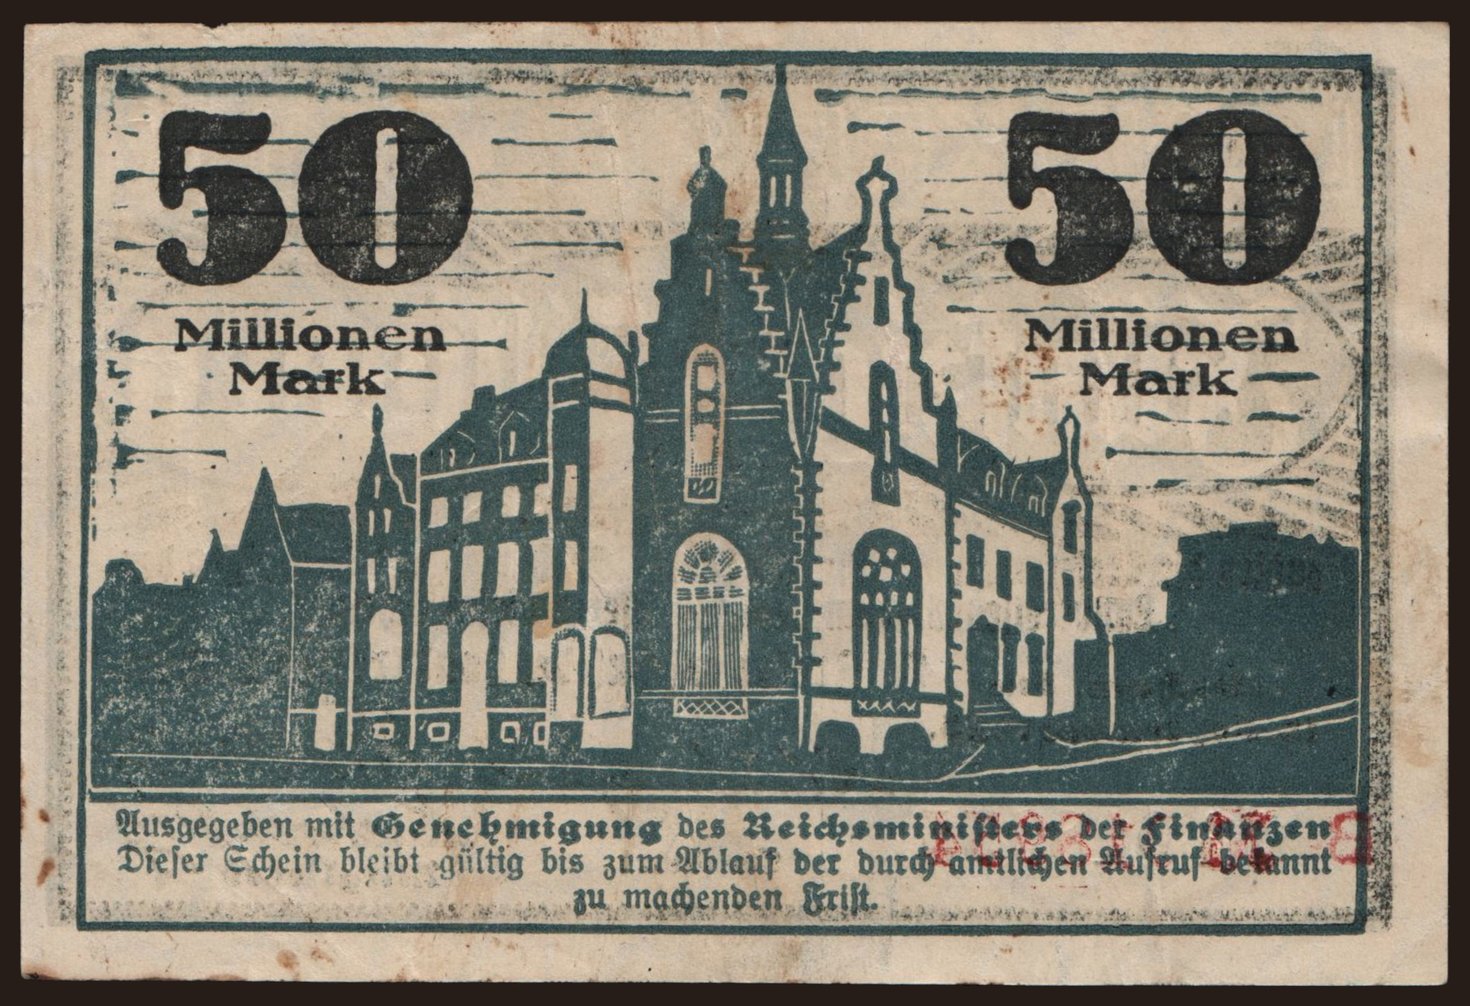 50
Millionen
Mark
50
Millionen
Mark
Ausgegeben mit Genehmigung des Reichsministers der Finanzen
Dieser Schein bleibt gültig bis zum Ablauf der durch amtlichen Aufruf bekannt
zu machenden Frist.